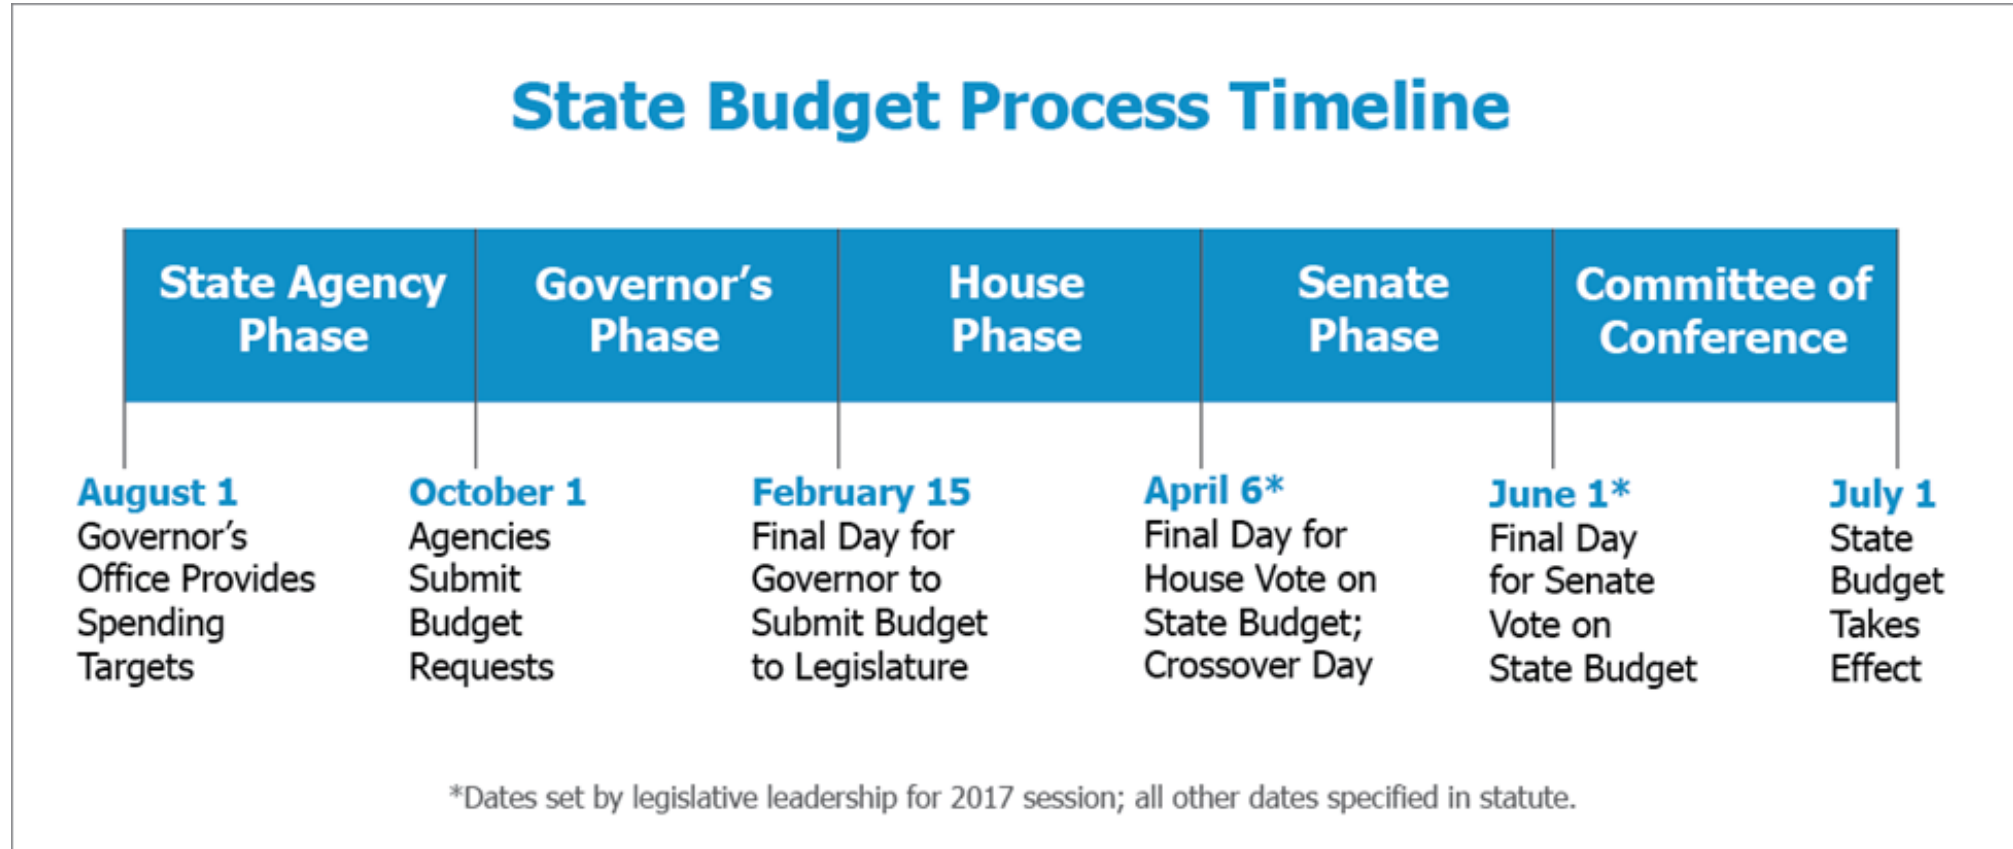 State Budget Process Timeline
State Agency
Phase
Governor’s
Phase
House
Phase
Senate
Phase
Committee of
Conference
August 1
Governor’s
Office Provides
Spending
Targets
October 1
Agencies
Submit
Budget
Requests
February 15
Final Day for
Governor to
Submit Budget
to Legislature
April 6*
Final Day for
House Vote on
State Budget;
Crossover Day
June 1*
Final Day
for Senate
Vote on
State Budget
July 1
State
Budget
Takes
Effect
*Dates set by legislative leadership for 2017 session; all other dates specified in statute.